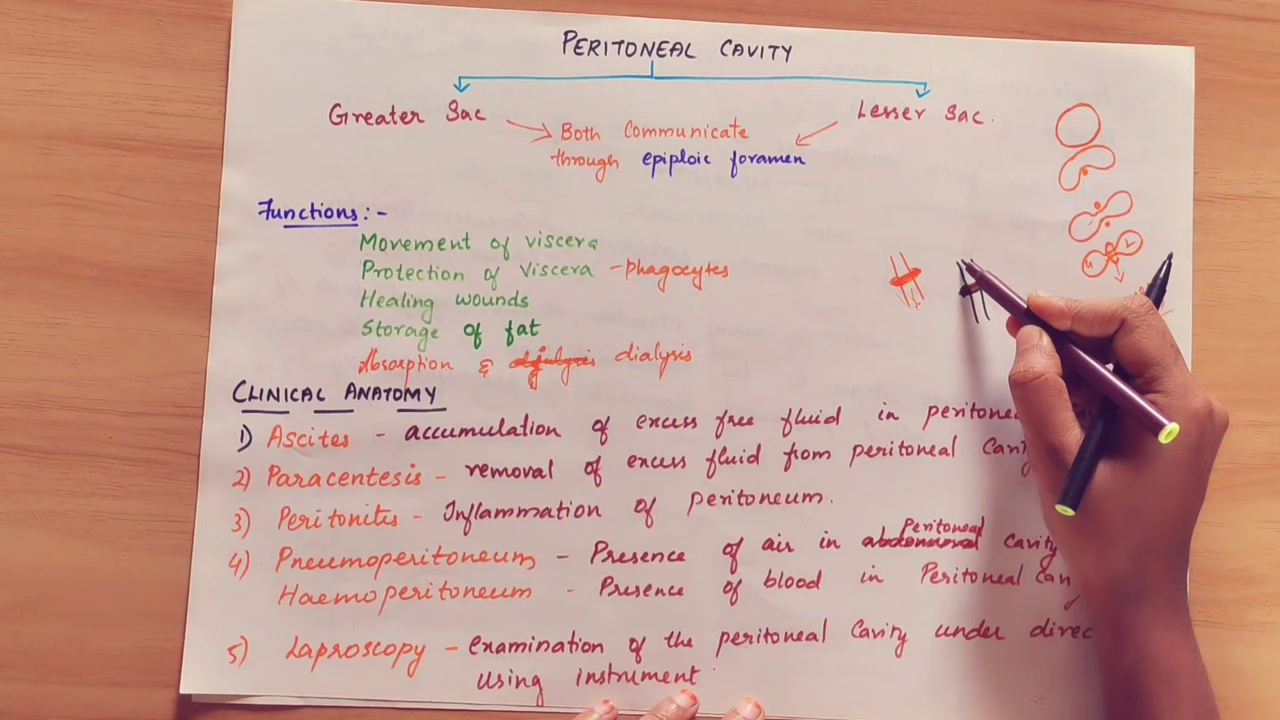 PERITONEAL CAVITY
Greater Sac
Lesser Sac.
Both Communicate
through epiploic foramen
Functions:-
Movement of viscera
Protection of Viscera - phagocytes
Healing wounds
Storage of fat
Absorption & dialysis
CLINICAL ANATOMY
1) Ascites - accumulation of excess free fluid in peritonea
2) Paracentesis - removal of excess fluid from peritoneal Cavi
3) Peritonitis - Inflammation of peritoneum.
Peritoneal
4) Pneumoperitoneum - Presence of air in abdominal Cavity
Haemoperitoneum - Presence of blood in Peritoneal Cav
5) Laproscopy - examination of the peritoneal Cavity under direc
using instrument